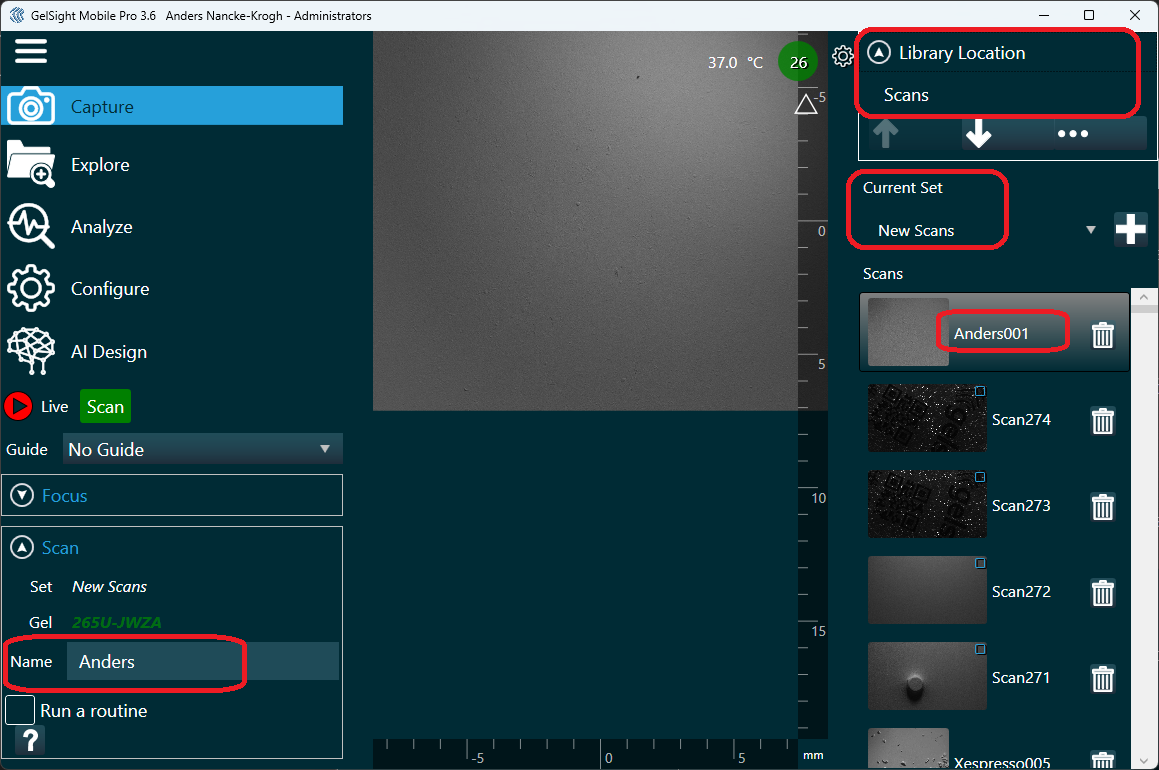 GelSight Mobile Pro 3.6 Anders Nancke-Krogh - Administrators
Capture
Explore
Analyze
Configure
AI Design
Live Scan
Guide No Guide
Focus
Scan
Set New Scans
Gel 265U-JWZA
Name Anders
Run a routine
?
37.0 °C 26
-5
0
5
10
15
-5 0 5 mm
Library Location
Scans
Current Set
New Scans
Scans
Anders001
Scan274
Scan273
Scan272
Scan271
Xespresso005